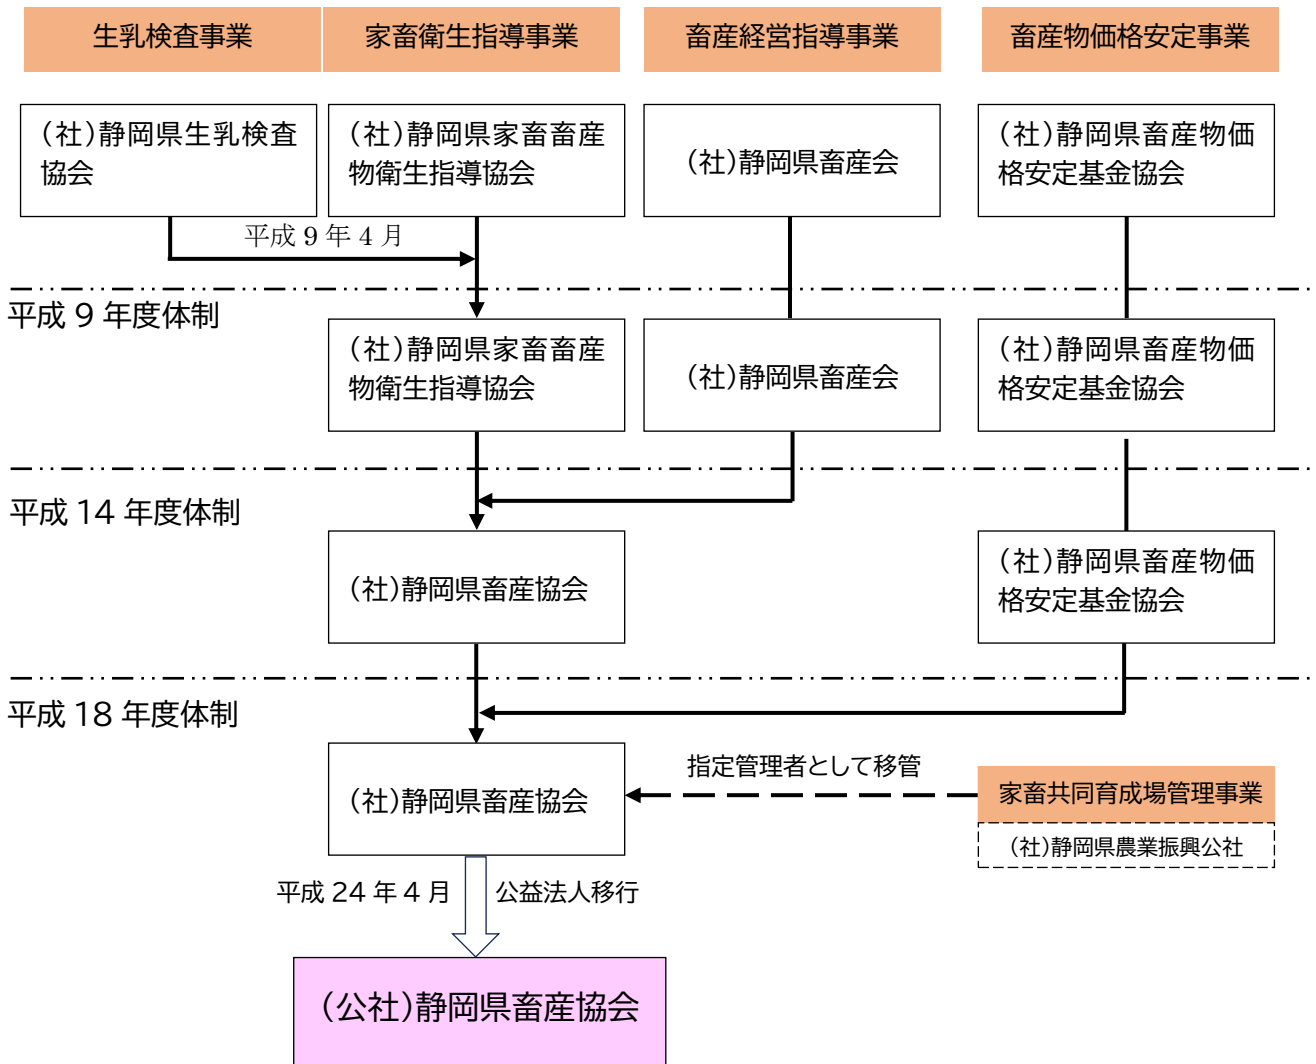 生乳検査事業
家畜衛生指導事業
畜産経営指導事業
畜産物価格安定事業
(社)静岡県生乳検査
協会
(社)静岡県家畜畜産
物衛生指導協会
(社)静岡県畜産会
(社)静岡県畜産物価
格安定基金協会
平成 9 年 4 月
平成 9 年度体制
(社)静岡県家畜畜産
物衛生指導協会
(社)静岡県畜産会
(社)静岡県畜産物価
格安定基金協会
平成 14 年度体制
(社)静岡県畜産協会
(社)静岡県畜産物価
格安定基金協会
平成 18 年度体制
(社)静岡県畜産協会
指定管理者として移管
家畜共同育成場管理事業
(社)静岡県農業振興公社
平成 24 年 4 月
公益法人移行
(公社)静岡県畜産協会